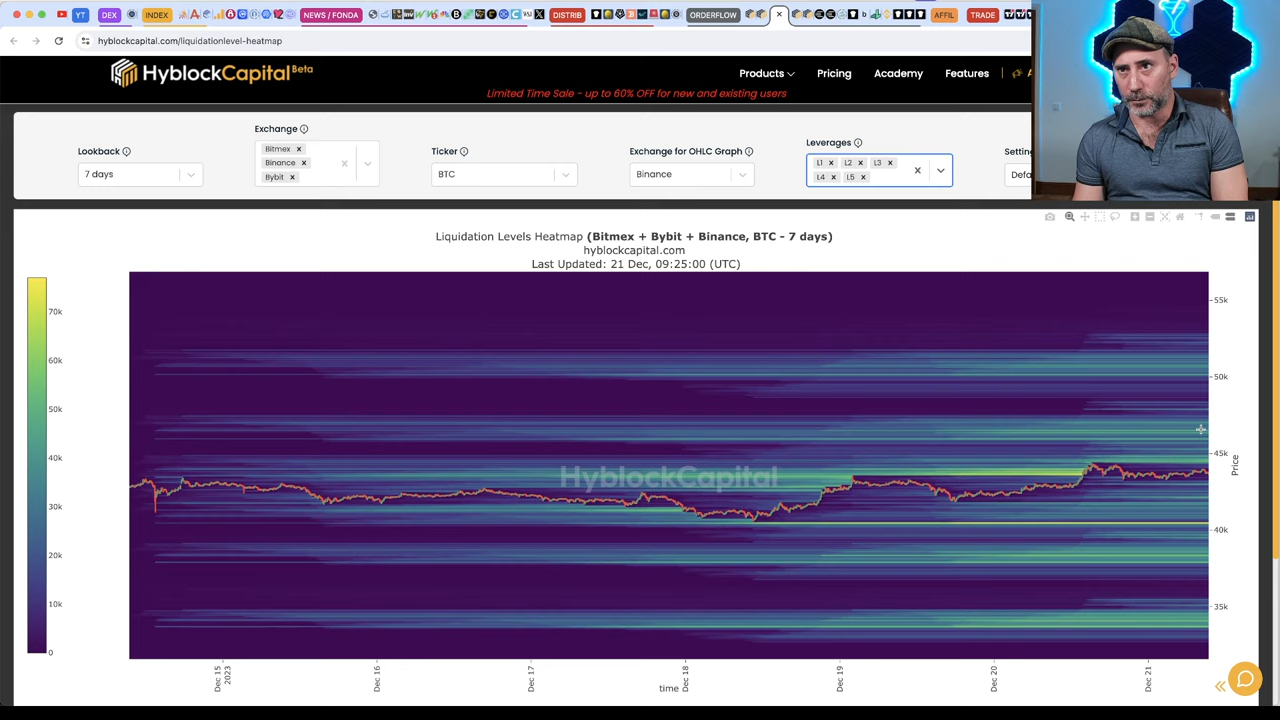 YT DEX INDEX NEWS / FONDA DISTRIB ORDERFLOW AFFIL TRADE
hyblockcapital.com/liquidationlevel-heatmap
HyblockCapital Beta
Products Pricing Academy Features
Limited Time Sale - up to 60% OFF for new and existing users
Lookback
7 days
Exchange
Bitmex
Binance
Bybit
Ticker
BTC
Exchange for OHLC Graph
Binance
Leverages
L1 L2 L3
L4 L5
Setting
Defa
Liquidation Levels Heatmap (Bitmex + Bybit + Binance, BTC - 7 days)
hyblockcapital.com
Last Updated: 21 Dec, 09:25:00 (UTC)
70k
60k
50k
40k
30k
20k
10k
0
HyblockCapital
55k
50k
45k
40k
35k
Price
Dec 15
2023
Dec 16
Dec 17
Dec 18
Dec 19
Dec 20
Dec 21
time